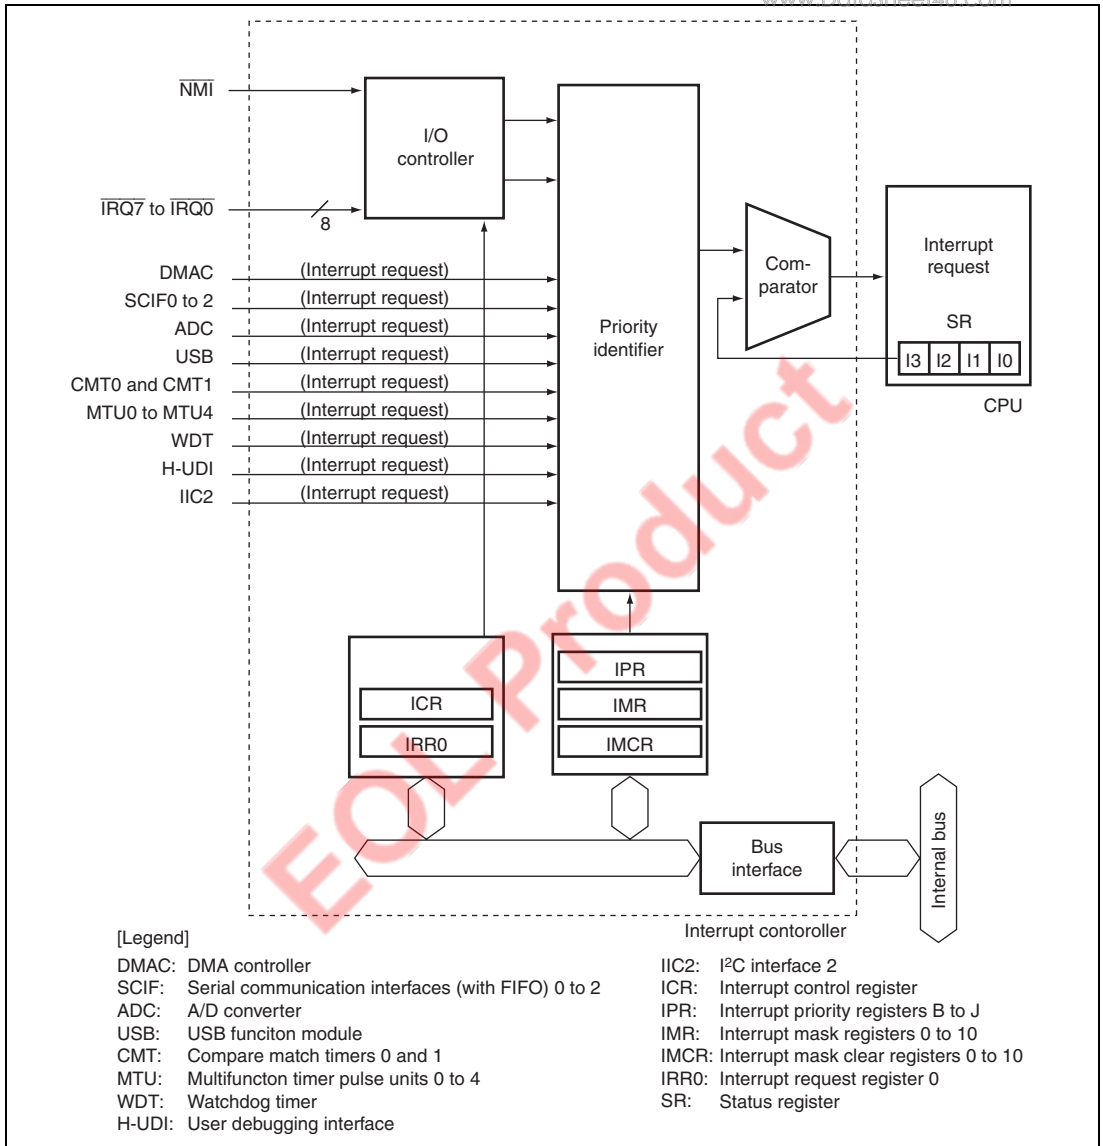 www.DataSheet4U.com
NMI
I/O
controller
IRQ7 to IRQ0
8
DMAC (Interrupt request)
SCIF0 to 2 (Interrupt request)
ADC (Interrupt request)
USB (Interrupt request)
CMT0 and CMT1 (Interrupt request)
MTU0 to MTU4 (Interrupt request)
WDT (Interrupt request)
H-UDI (Interrupt request)
IIC2 (Interrupt request)
Priority
identifier
Com-
parator
Interrupt
request
SR
I3 I2 I1 I0
CPU
ICR
IRR0
IPR
IMR
IMCR
Bus
interface
Internal bus
Interrupt contoroller
EOL Product
[Legend]
DMAC: DMA controller
SCIF: Serial communication interfaces (with FIFO) 0 to 2
ADC: A/D converter
USB: USB funciton module
CMT: Compare match timers 0 and 1
MTU: Multifuncton timer pulse units 0 to 4
WDT: Watchdog timer
H-UDI: User debugging interface
IIC2: I²C interface 2
ICR: Interrupt control register
IPR: Interrupt priority registers B to J
IMR: Interrupt mask registers 0 to 10
IMCR: Interrupt mask clear registers 0 to 10
IRR0: Interrupt request register 0
SR: Status register